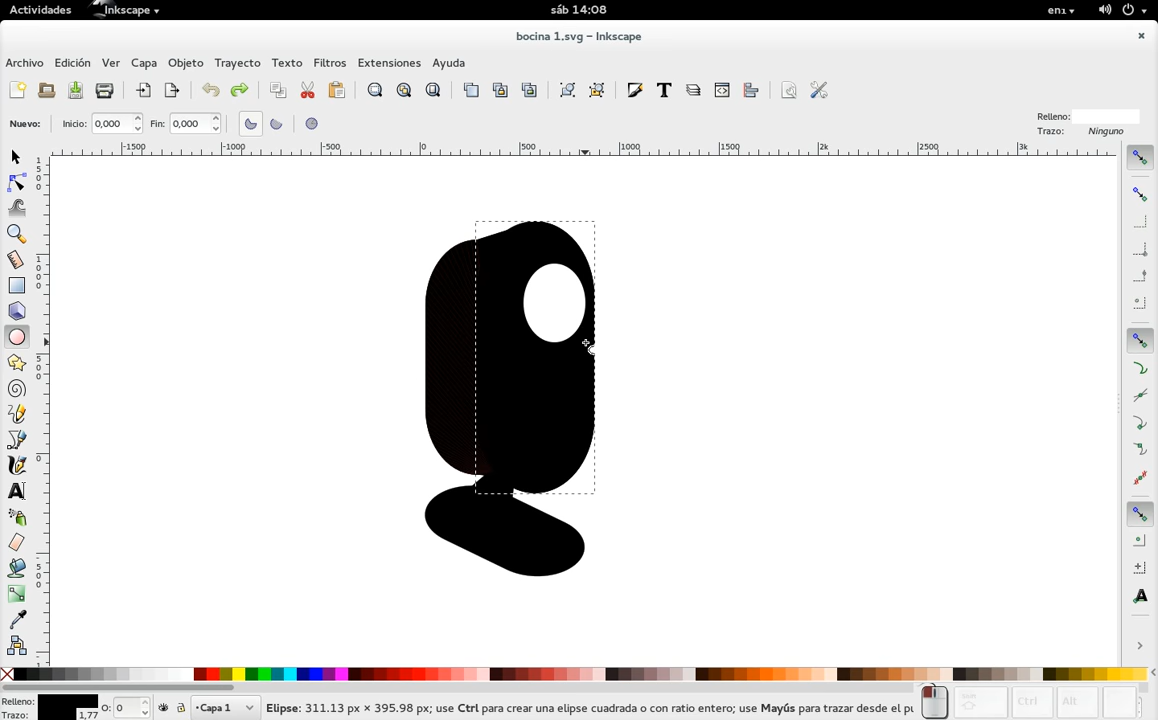 Actividades Inkscape sáb 14:08 en1
bocina 1.svg – Inkscape
Archivo Edición Ver Capa Objeto Trayecto Texto Filtros Extensiones Ayuda
Nuevo: Inicio: 0,000 Fin: 0,000 Relleno:
Trazo: Ninguno
-1500 -1000 -500 0 500 1000 1500 2k 2500 3k
Relleno: O: 0 Capa 1 Elipse: 311.13 px × 395.98 px; use Ctrl para crear una elipse cuadrada o con ratio entero; use Mayús para trazar desde el pu Ctrl Alt
Trazo: 1,77